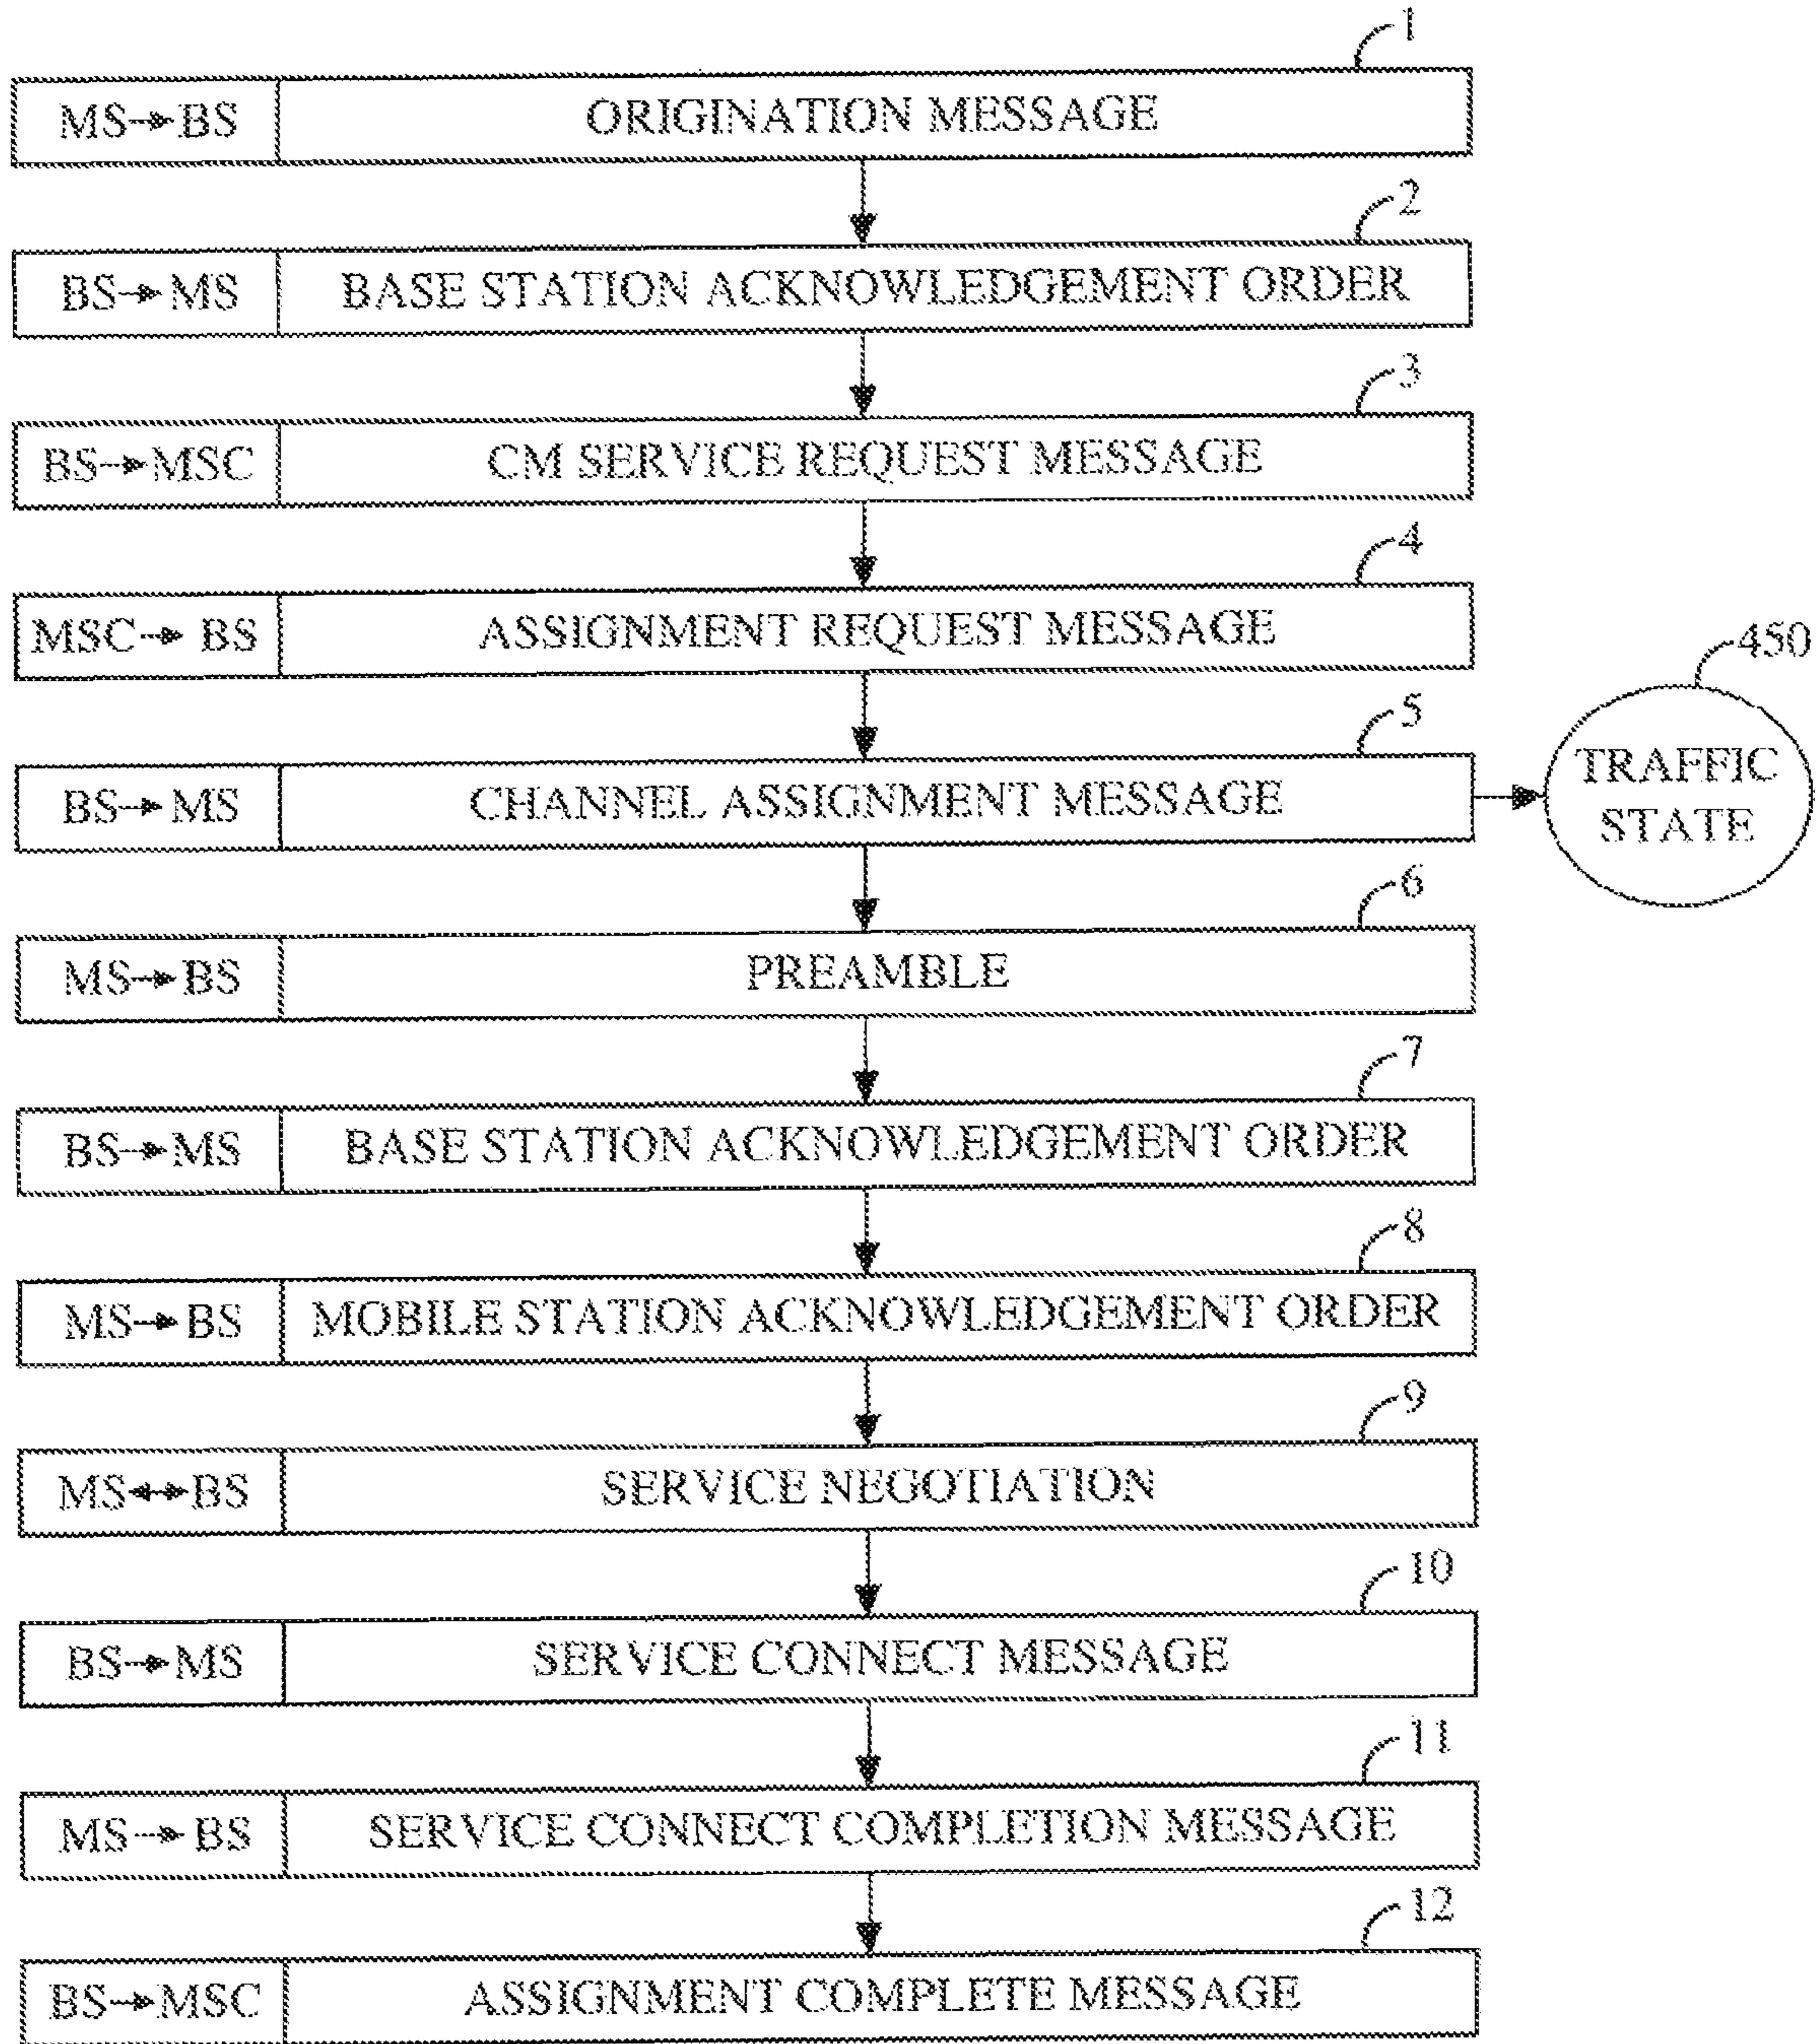 1
MS→BS ORIGINATION MESSAGE
2
BS→MS BASE STATION ACKNOWLEDGEMENT ORDER
3
BS→MSC CM SERVICE REQUEST MESSAGE
4
MSC→ BS ASSIGNMENT REQUEST MESSAGE
450
TRAFFIC
STATE
5
BS→MS CHANNEL ASSIGNMENT MESSAGE
6
MS→BS PREAMBLE
7
BS→MS BASE STATION ACKNOWLEDGEMENT ORDER
8
MS→BS MOBILE STATION ACKNOWLEDGEMENT ORDER
9
MS↔BS SERVICE NEGOTIATION
10
BS→MS SERVICE CONNECT MESSAGE
11
MS→BS SERVICE CONNECT COMPLETION MESSAGE
12
BS→MSC ASSIGNMENT COMPLETE MESSAGE